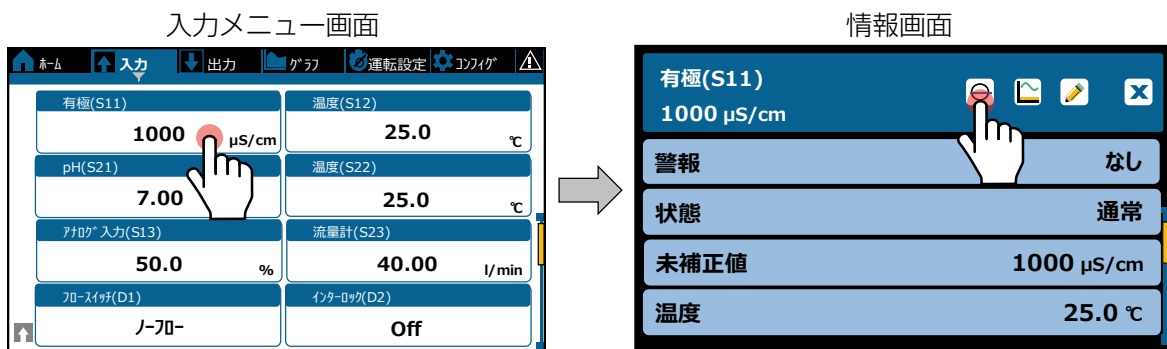 入力メニュー画面
ホーム 入力 出力 グラフ 運転設定 コンフィグ
有極(S11) 温度(S12)
1000 μS/cm 25.0 ℃
pH(S21) 温度(S22)
7.00 25.0 ℃
アナログ入力(S13) 流量計(S23)
50.0 % 40.00 l/min
フロースイッチ(D1) インターロック(D2)
ノーフロー Off
情報画面
有極(S11)
1000 μS/cm
警報 なし
状態 通常
未補正値 1000 μS/cm
温度 25.0 ℃